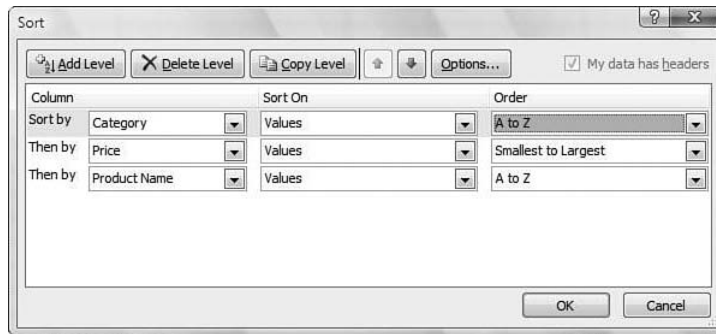 Sort
Add Level Delete Level Copy Level Options... My data has headers
Column Sort On Order
Sort by Category Values A to Z
Then by Price Values Smallest to Largest
Then by Product Name Values A to Z
OK Cancel